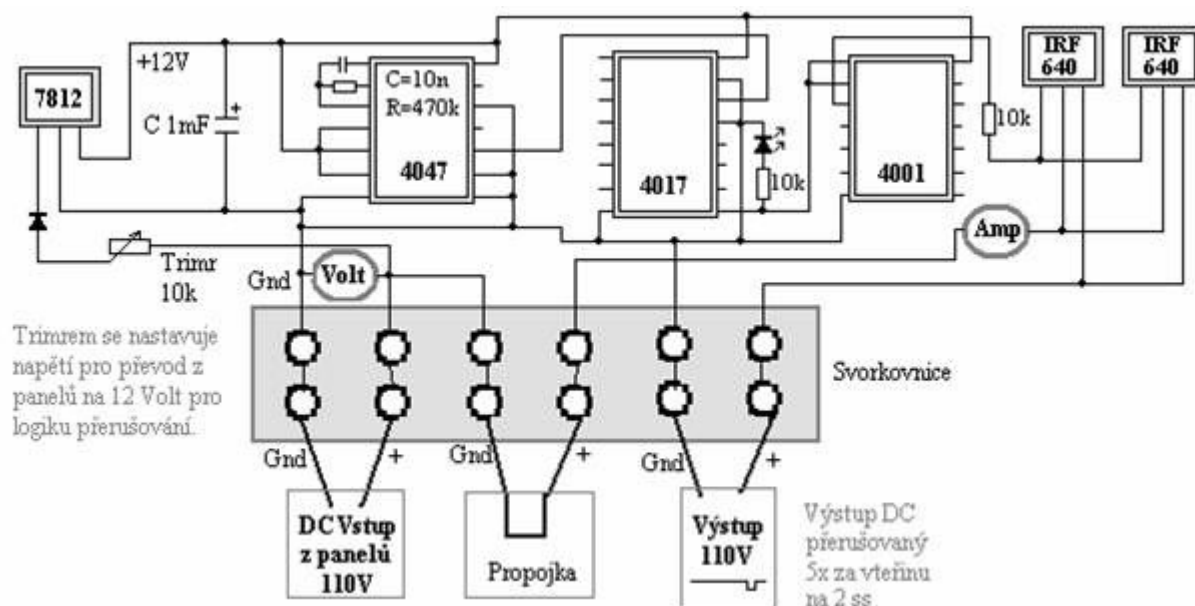 IRF
640
IRF
640
+12V
7812
C 1mF
+
C=10n
R=470k
4047
4017
10k
4001
10k
Amp
Trimr
10k
Gnd
Volt
Trimrem se nastavuje
napětí pro převod z
panelů na 12 Volt pro
logiku přerušování.
Svorkovnice
Gnd
+
Gnd
+
Gnd
+
DC Vstup
z panelů
110V
Propojka
Výstup
110V
Výstup DC
přerušovaný
5x za vteřinu
na 2 ss